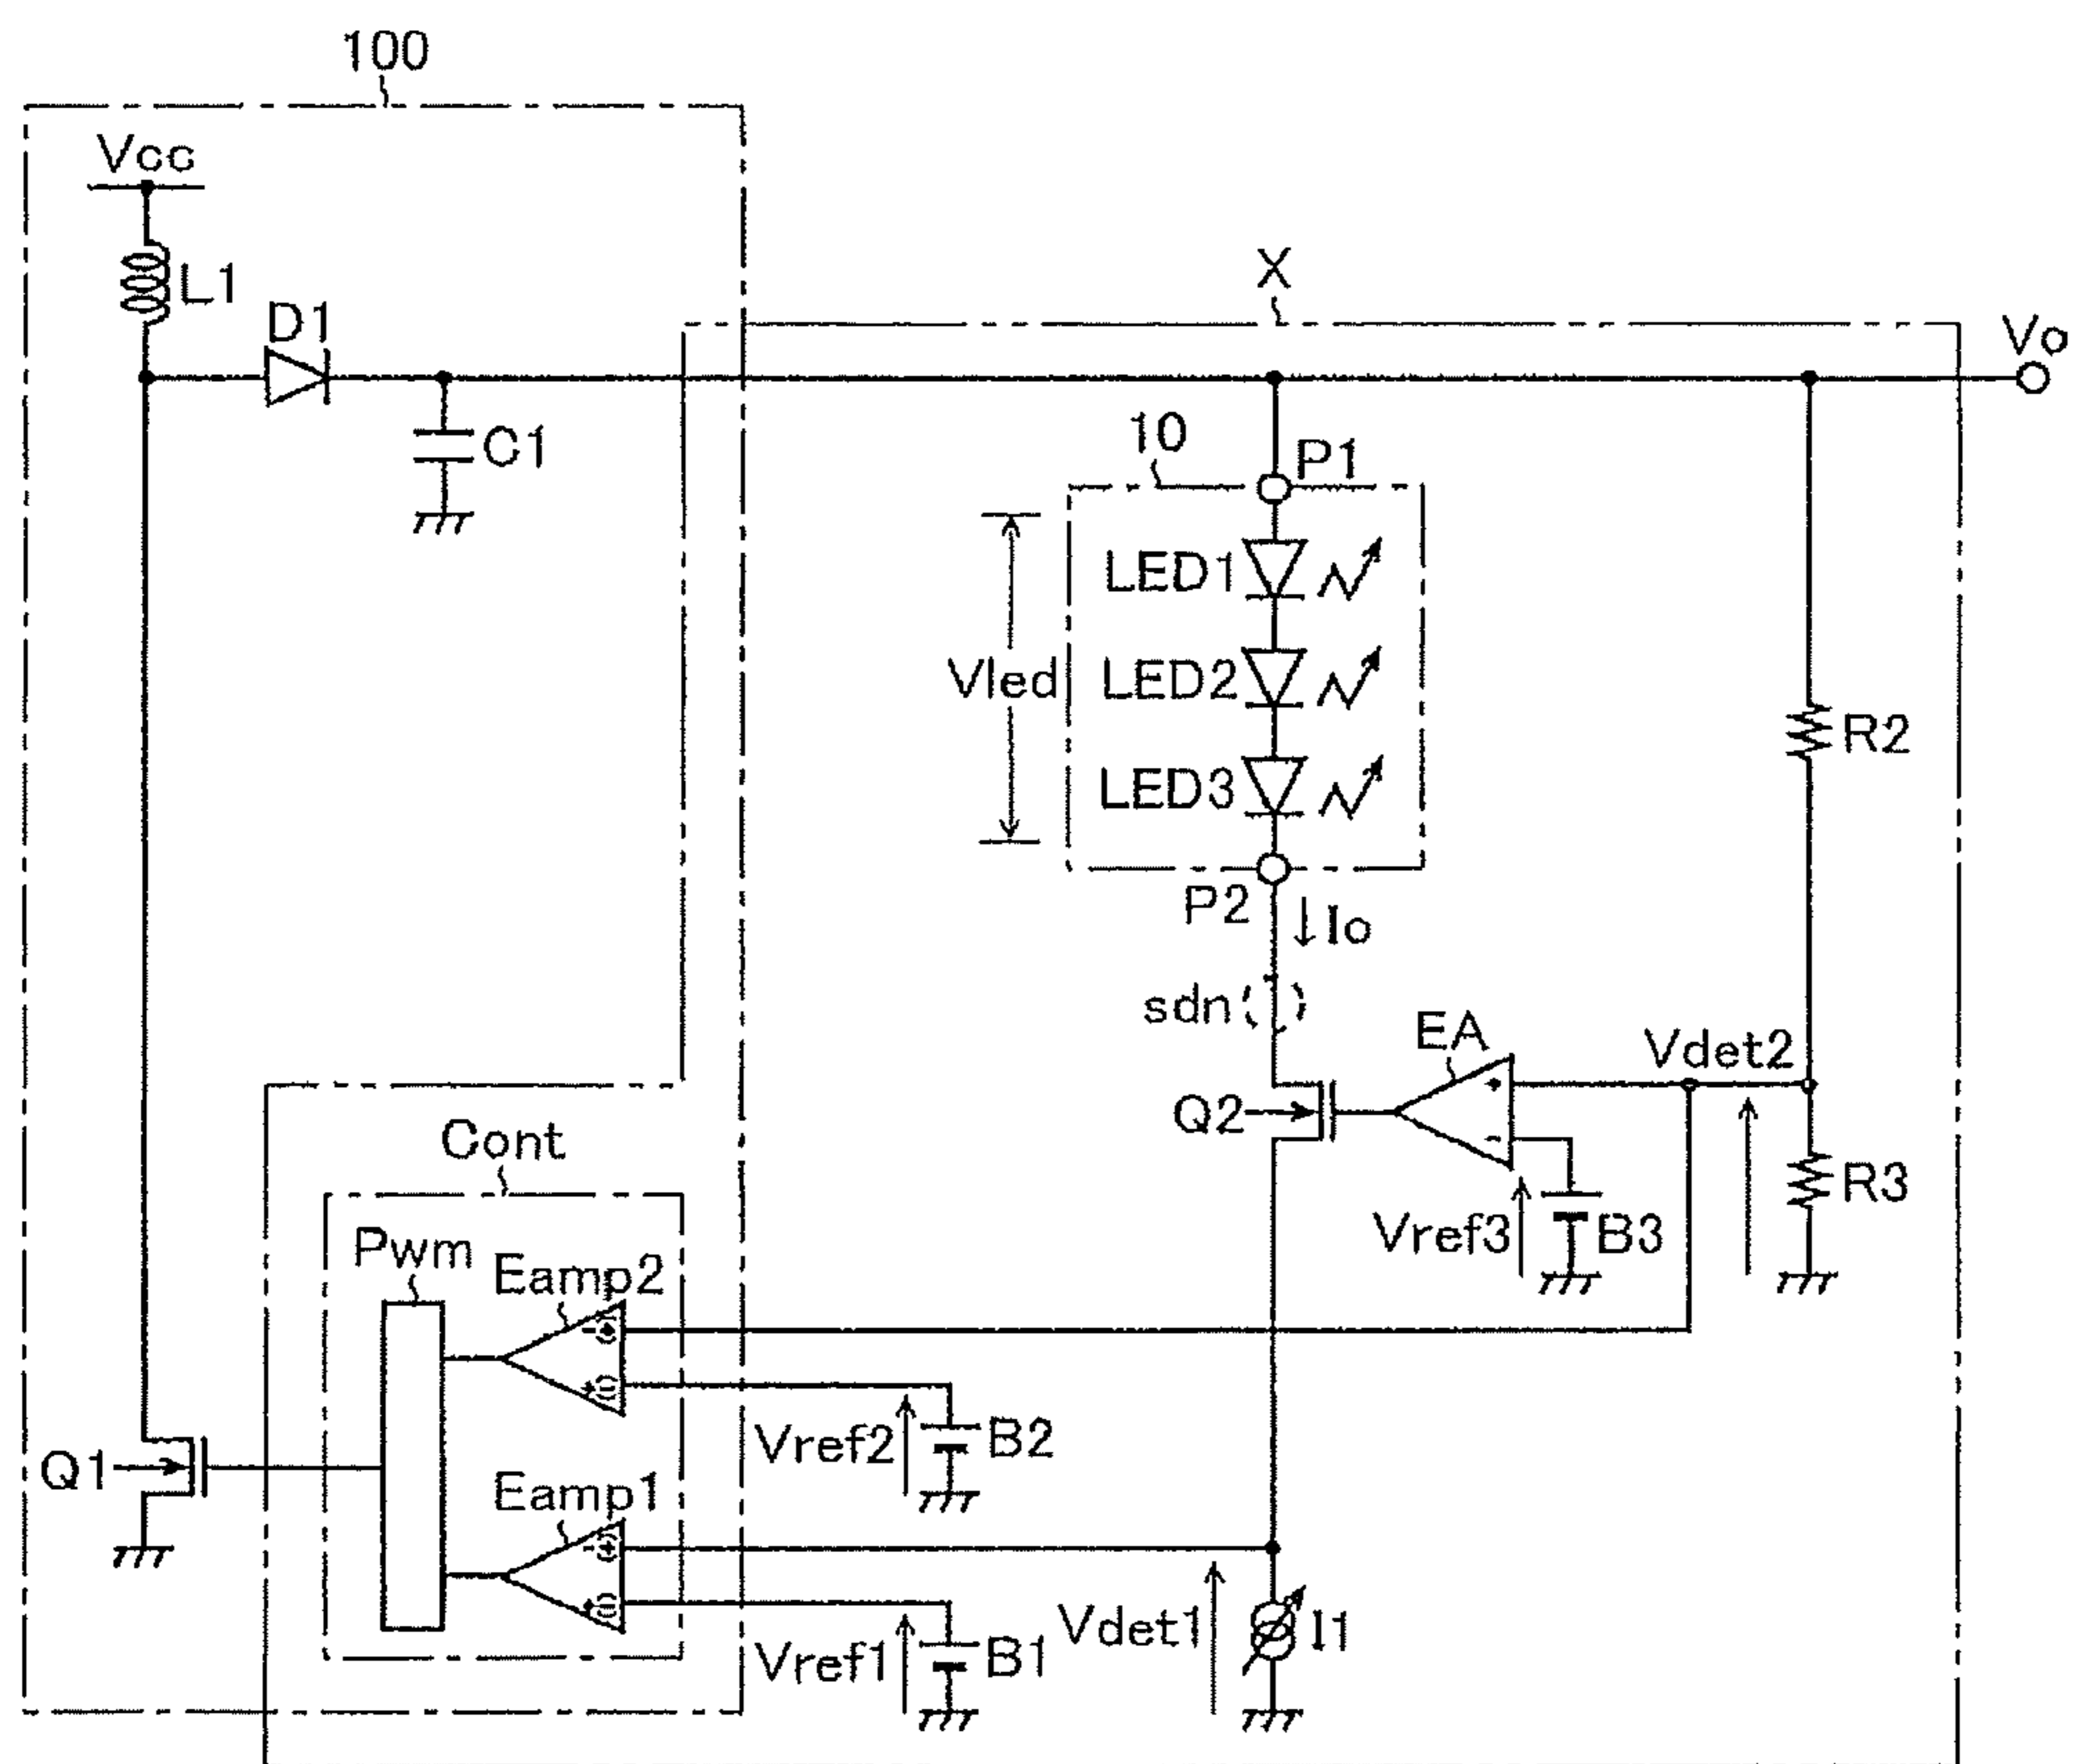 100
Vcc
L1
D1
C1
X
Vo
10
P1
LED1
Vled
LED2
LED3
R2
P2
Io
sdn
EA
Vdet2
Q2
+
-
R3
Vref3
B3
Cont
Pwm
Eamp2
-(+)
+(-)
Vref2
B2
Q1
Eamp1
-(+)
+(-)
Vref1
B1
Vdet1
I1